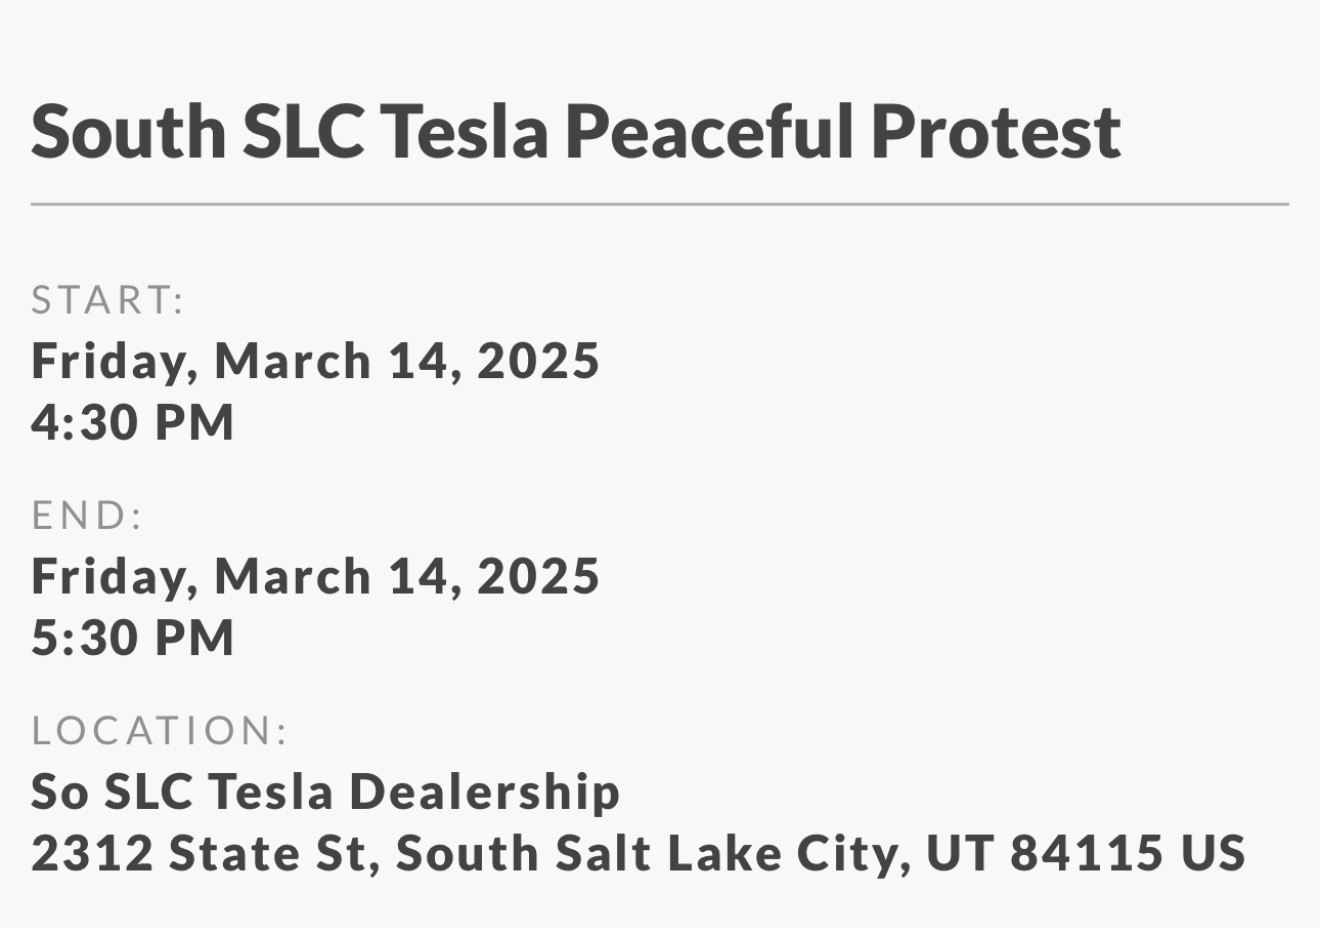 South SLC Tesla Peaceful Protest
START:
Friday, March 14, 2025
4:30 PM
END:
Friday, March 14, 2025
5:30 PM
LOCATION:
So SLC Tesla Dealership
2312 State St, South Salt Lake City, UT 84115 US